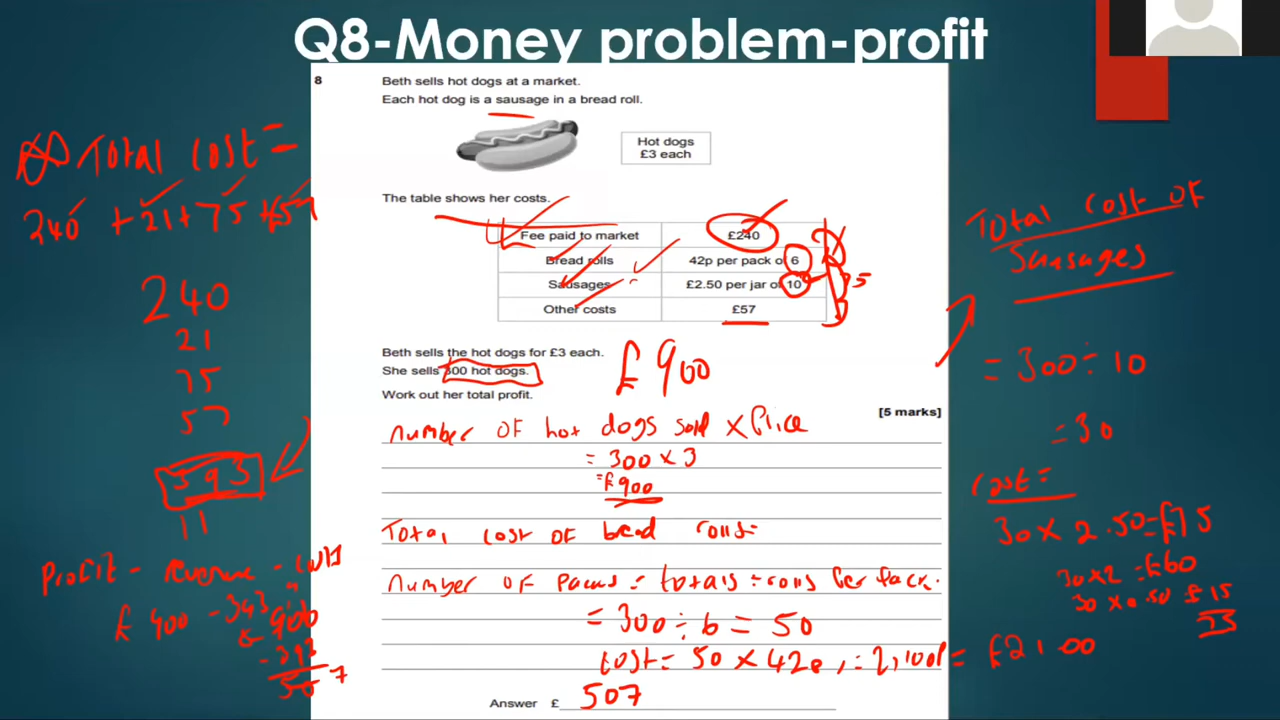 Q8-Money problem-profit
8
Beth sells hot dogs at a market.
Each hot dog is a sausage in a bread roll.
Hot dogs
£3 each
The table shows her costs.
Fee paid to market £240
Bread rolls 42p per pack of 6
Sausages £2.50 per jar of 10
Other costs £57
Beth sells the hot dogs for £3 each.
She sells 300 hot dogs.
Work out her total profit.
[5 marks]
£900
number of hot dogs sold × Price
= 300 × 3
= £900
Total cost of bread
number of packs = totals ÷ rolls per pack.
= 300 ÷ 6 = 50
cost = 50 × 42p, = 2,100p = £21.00
Answer £ 507
Total cost =
240 + 21 + 75 + 57
240
21
75
57
393
11
Profit = revenue -
£ 900 - 393
900
- 393
507
Total cost of
Sausages
= 300 ÷ 10
= 30
Cost =
30 × 2.50 = £75
30 × 2 = £60
30 × 0.50 £15
75